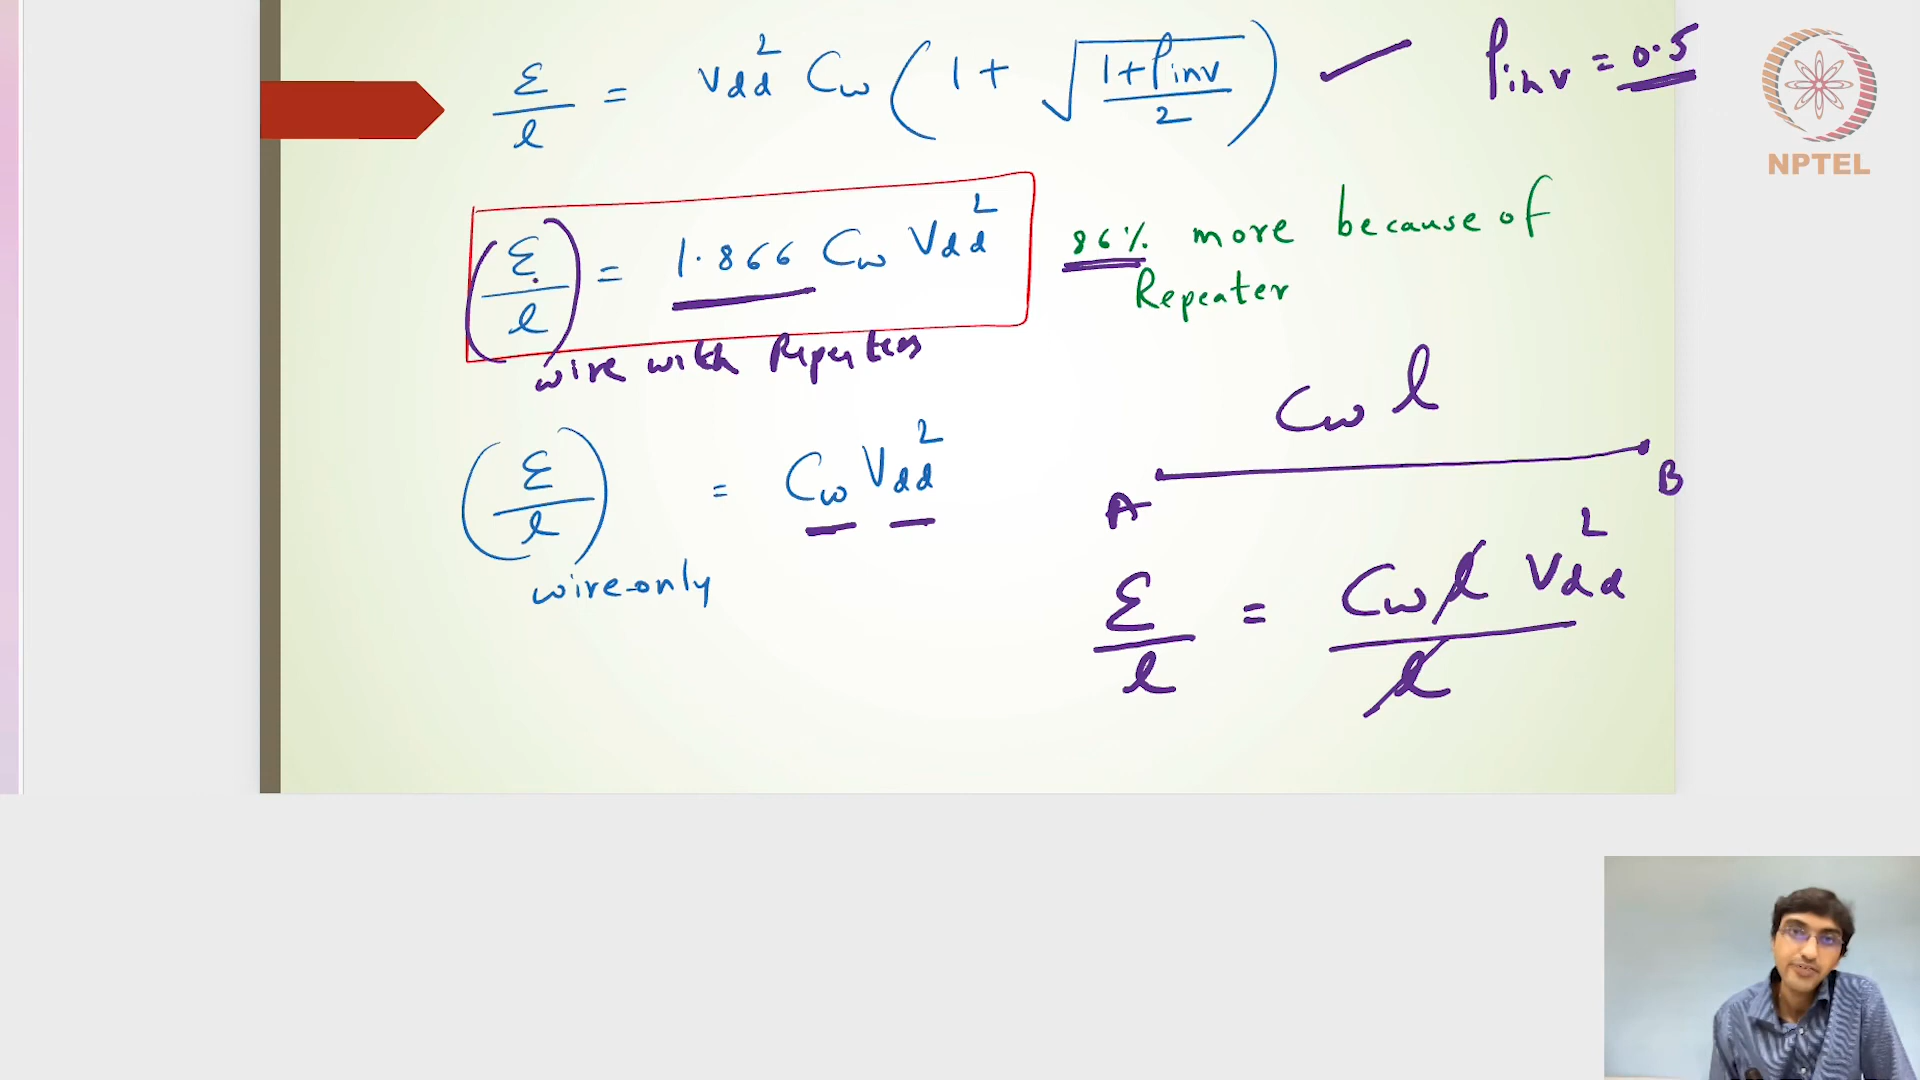 ε/l = Vdd² Cw (1 + √((1+Pinv)/2)) Pinv = 0.5
NPTEL
(ε/l) = 1.866 Cw Vdd² 86% more because of
Repeater
wire with Repeaters
Cw l
(ε/l) wire-only = Cw Vdd²
A B
ε/l = Cw l Vdd² / l